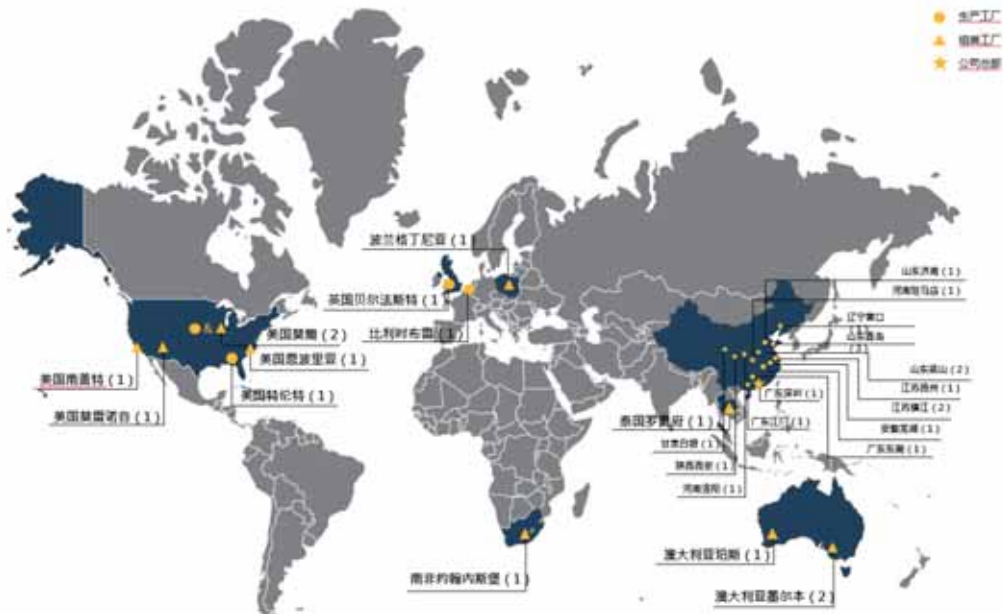 生产工厂
组装工厂
公司总部
波兰格丁尼亚(1)
英国贝尔法斯特(1)
比利时布雷(1)
美国莫顿(2)
美国恩波里亚(1)
美国南盖特(1)
美国特伦特(1)
美国莫雷诺谷(1)
山东济南(1)
河南驻马店(1)
辽宁营口
山东青岛
山东梁山(2)
江苏扬州(1)
江苏镇江(2)
安徽芜湖(1)
广东东莞(1)
广东深圳(1)
广东江门(1)
泰国罗勇府(1)
甘肃白银(1)
陕西西安(1)
河南洛阳(1)
南非约翰内斯堡(1)
澳大利亚珀斯(1)
澳大利亚墨尔本(2)